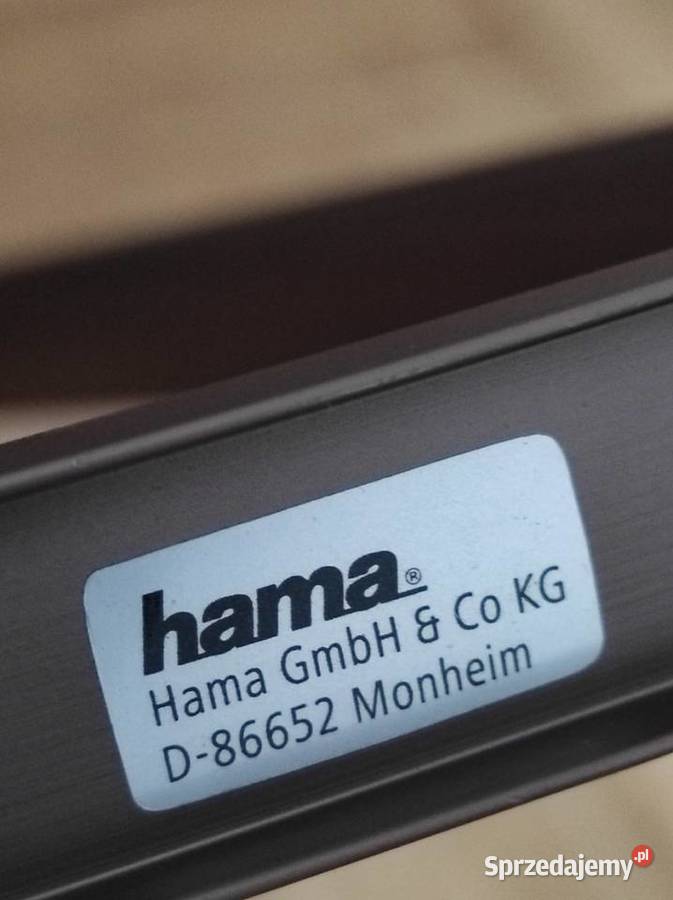 hama®
Hama GmbH & Co KG
D-86652 Monheim
Sprzedajemy.pl